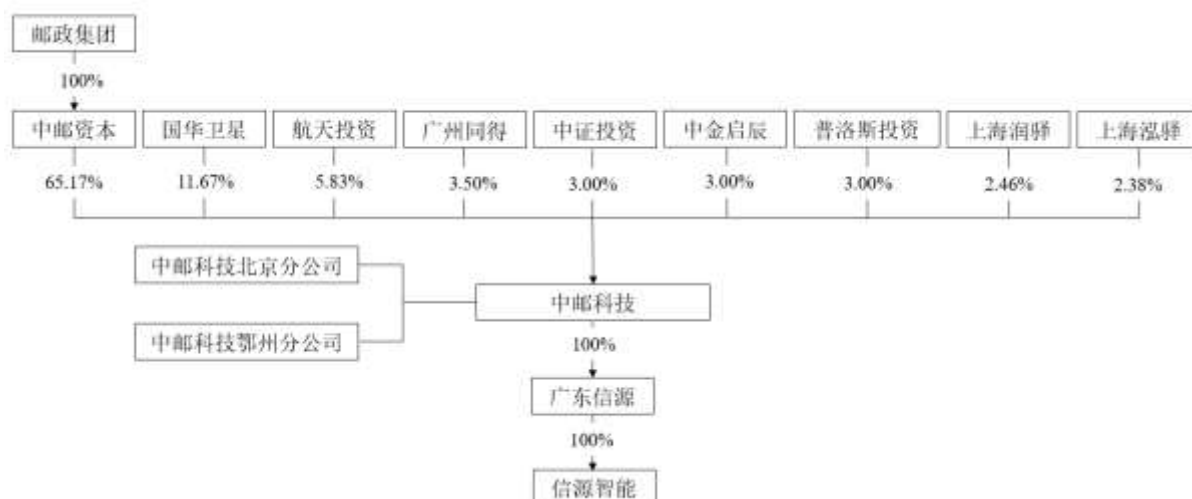 邮政集团
100%
中邮资本 国华卫星 航天投资 广州同得 中证投资 中金启辰 普洛斯投资 上海润驿 上海泓驿
65.17% 11.67% 5.83% 3.50% 3.00% 3.00% 3.00% 2.46% 2.38%
中邮科技北京分公司
中邮科技
中邮科技鄂州分公司
100%
广东信源
100%
信源智能